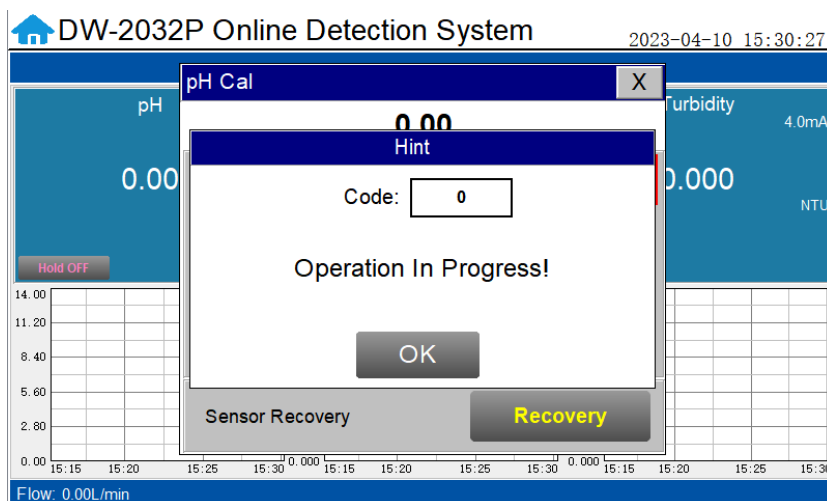 DW-2032P Online Detection System
2023-04-10 15:30:27
pH Cal X
pH
Turbidity
4.0mA
0.00
Hint
Code: 0
0.00
0.000
NTU
Operation In Progress!
Hold OFF
OK
Sensor Recovery Recovery
14.00
11.20
8.40
5.60
2.80
0.00
0.000
0.000
15:15 15:20 15:25 15:30 15:15 15:20 15:25 15:30 15:15 15:20 15:25
Flow: 0.00L/min